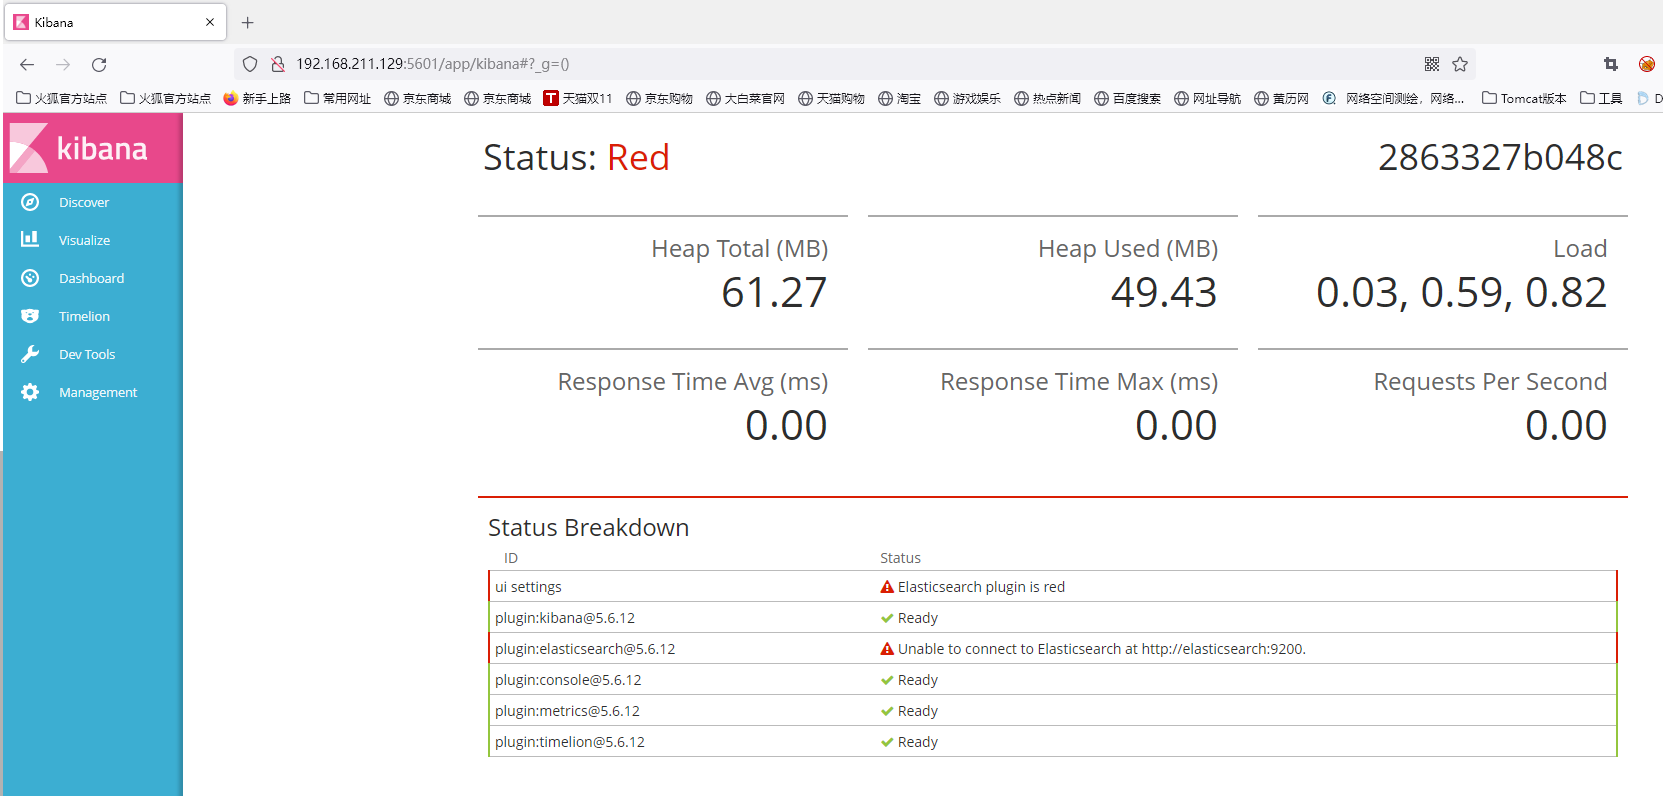 Kibana
192.168.211.129:5601/app/kibana#?_g=()
火狐官方站点 火狐官方站点 新手上路 常用网址 京东商城 京东商城 天猫双11 京东购物 大白菜官网 天猫购物 淘宝 游戏娱乐 热点新闻 百度搜索 网址导航 黄历网 网络空间测绘，网络... Tomcat版本 工具 D
kibana
Discover
Visualize
Dashboard
Timelion
Dev Tools
Management
Status: Red 2863327b048c
Heap Total (MB) Heap Used (MB) Load
61.27 49.43 0.03, 0.59, 0.82
Response Time Avg (ms) Response Time Max (ms) Requests Per Second
0.00 0.00 0.00
Status Breakdown
ID Status
ui settings Elasticsearch plugin is red
plugin:kibana@5.6.12 Ready
plugin:elasticsearch@5.6.12 Unable to connect to Elasticsearch at http://elasticsearch:9200.
plugin:console@5.6.12 Ready
plugin:metrics@5.6.12 Ready
plugin:timelion@5.6.12 Ready